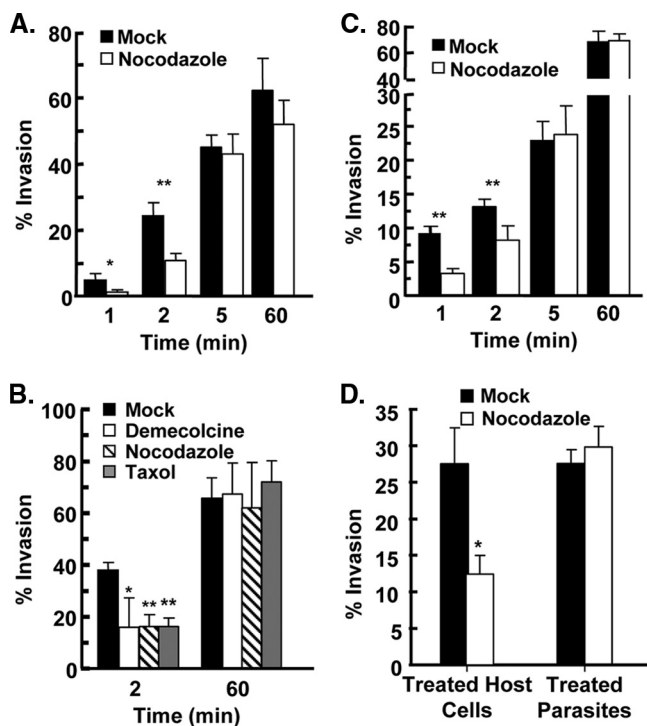 A.
80
Mock
Nocodazole
60
40
20
0
% Invasion
*
**
1 2 5 60
Time (min)
C.
80
60
40
30
25
20
15
10
5
0
Mock
Nocodazole
% Invasion
**
**
1 2 5 60
Time (min)
B.
100
80
60
40
20
0
Mock
Demecolcine
Nocodazole
Taxol
% Invasion
* ** **
2 60
Time (min)
D.
Mock
Nocodazole
35
30
25
20
15
10
5
0
% Invasion
*
Treated Host Treated
Cells Parasites